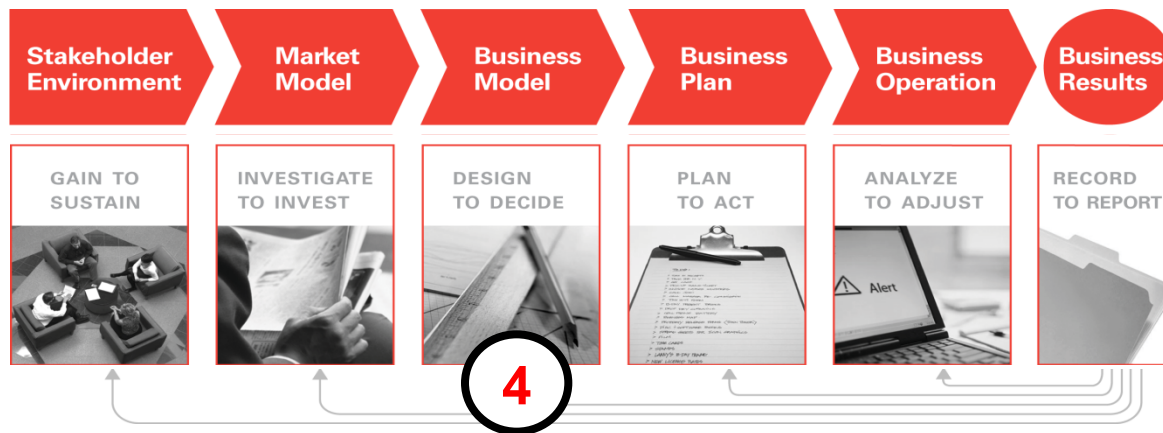 Stakeholder
Environment
Market
Model
Business
Model
Business
Plan
Business
Operation
Business
Results
GAIN TO
SUSTAIN
INVESTIGATE
TO INVEST
DESIGN
TO DECIDE
PLAN
TO ACT
ANALYZE
TO ADJUST
RECORD
TO REPORT
Alert
4